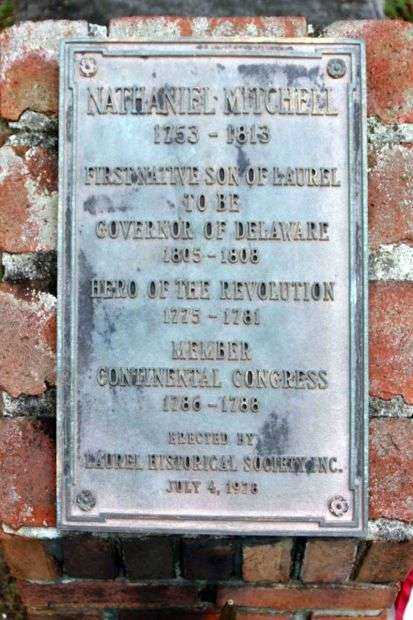 NATHANIEL MITCHELL
1753 - 1813
FIRST NATIVE SON OF LAUREL
TO BE
GOVERNOR OF DELAWARE
1805 - 1808
HERO OF THE REVOLUTION
1775 - 1781
MEMBER
CONTINENTAL CONGRESS
1786 - 1788
ERECTED BY
LAUREL HISTORICAL SOCIETY, INC.
JULY 4, 1978